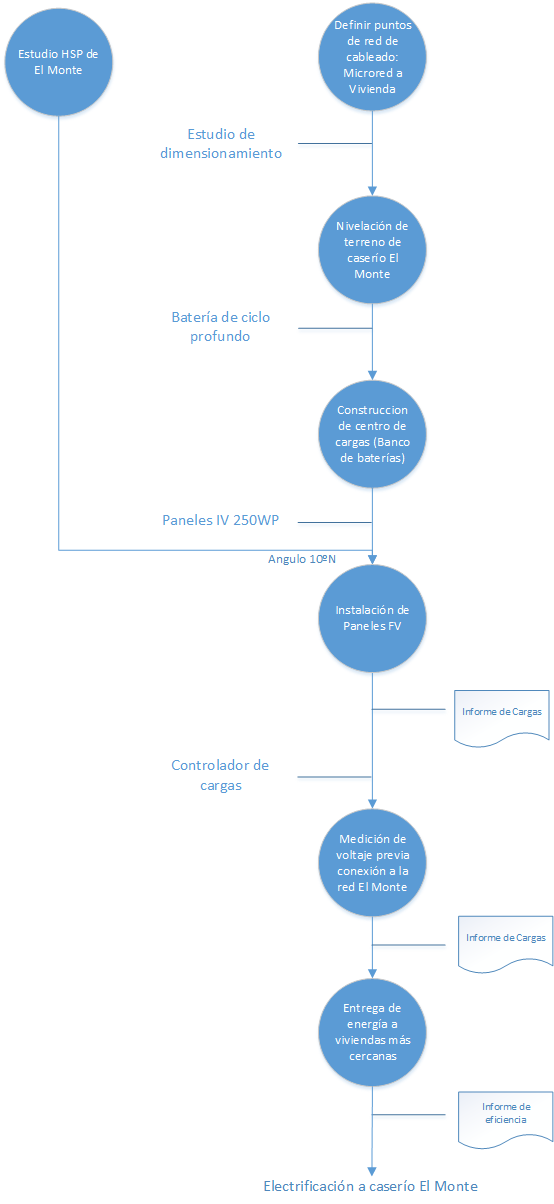 Estudio HSP de
El Monte
Definir puntos
de red de
cableado:
Microred a
Vivienda
Estudio de
dimensionamiento
Nivelación de
terreno de
caserío El
Monte
Batería de ciclo
profundo
Construccion
de centro de
cargas (Banco
de baterías)
Paneles IV 250WP
Angulo 10ºN
Instalación de
Paneles FV
Informe de Cargas
Controlador de
cargas
Medición de
voltaje previa
conexión a la
red El Monte
Informe de Cargas
Entrega de
energía a
viviendas más
cercanas
Informe de
eficiencia
Electrificación a caserío El Monte